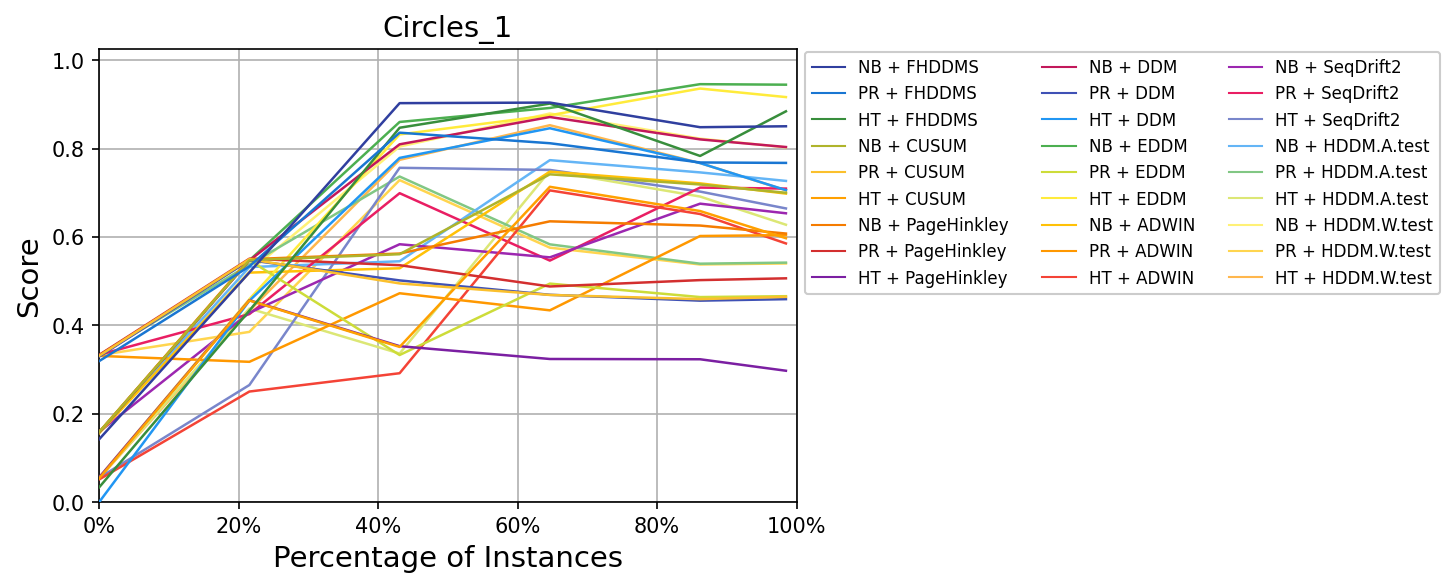 Circles_1
1.0
0.8
0.6
0.4
0.2
0.0
Score
0%
20%
40%
60%
80%
100%
Percentage of Instances
NB + FHDDMS
PR + FHDDMS
HT + FHDDMS
NB + CUSUM
PR + CUSUM
HT + CUSUM
NB + PageHinkley
PR + PageHinkley
HT + PageHinkley
NB + DDM
PR + DDM
HT + DDM
NB + EDDM
PR + EDDM
HT + EDDM
NB + ADWIN
PR + ADWIN
HT + ADWIN
NB + SeqDrift2
PR + SeqDrift2
HT + SeqDrift2
NB + HDDM.A.test
PR + HDDM.A.test
HT + HDDM.A.test
NB + HDDM.W.test
PR + HDDM.W.test
HT + HDDM.W.test